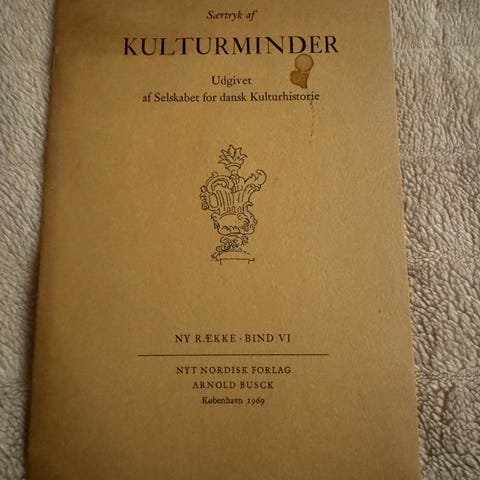 Særtryk af
KULTURMINDER
Udgivet
af Selskabet for dansk Kulturhistorie
NY RÆKKE · BIND VI
NYT NORDISK FORLAG
ARNOLD BUSCK
København 1969